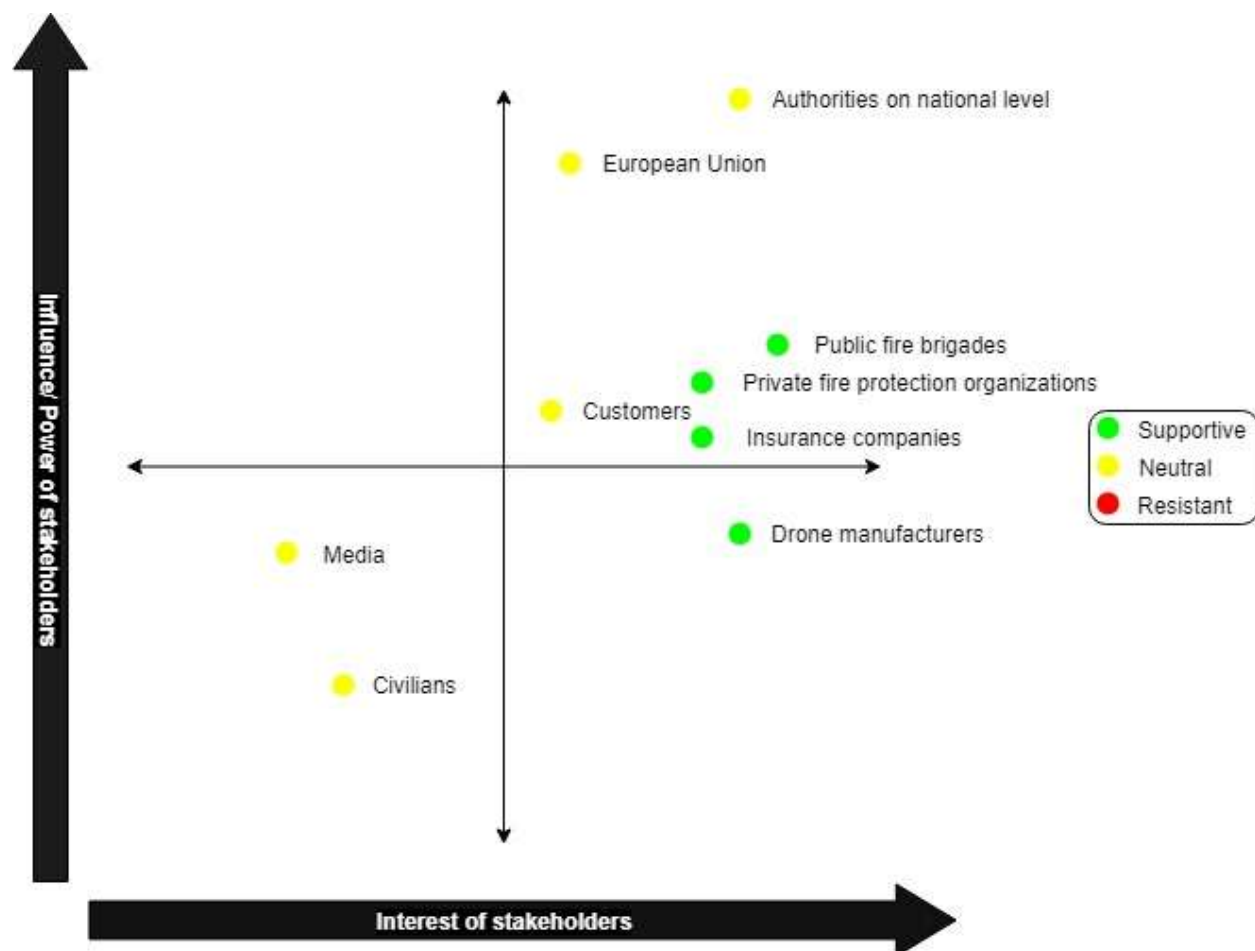 Authorities on national level
European Union
Influence/ Power of stakeholders
Public fire brigades
Private fire protection organizations
Customers
Insurance companies
Supportive
Neutral
Resistant
Drone manufacturers
Media
Civilians
Interest of stakeholders